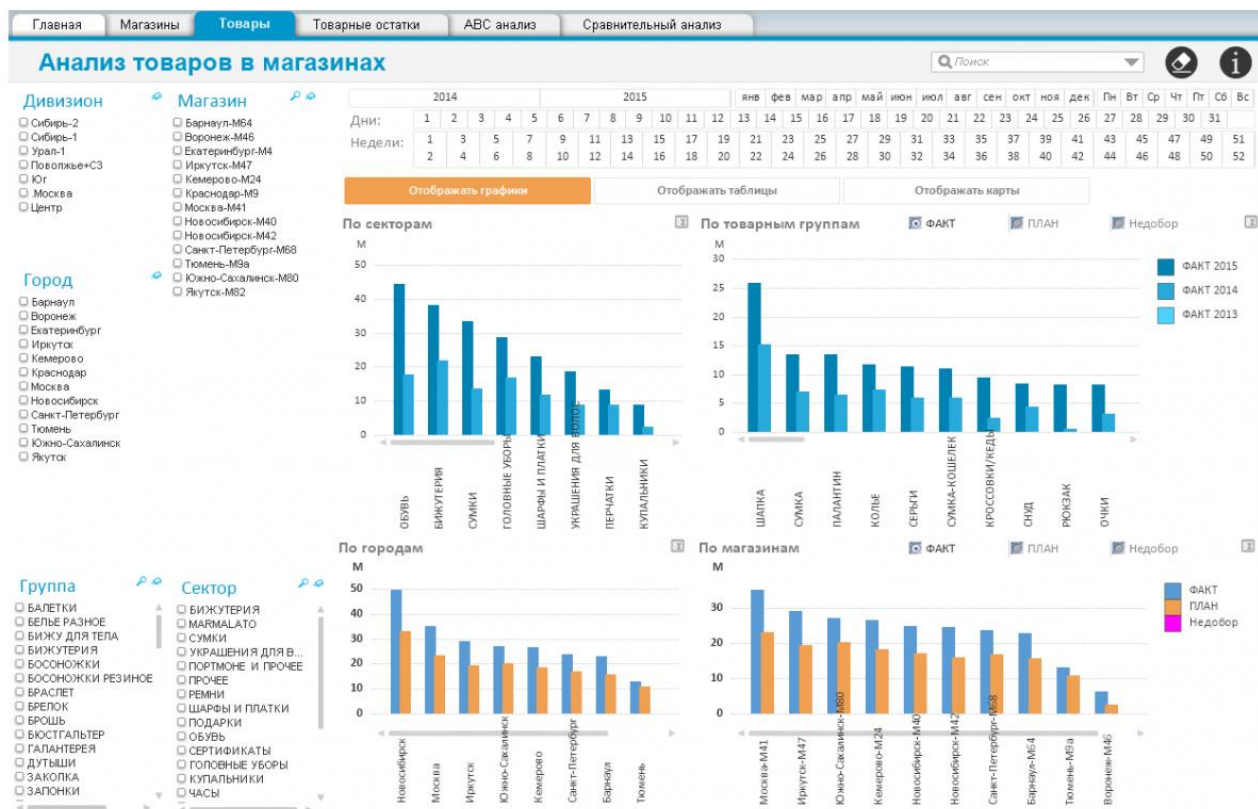 Главная Магазины Товары Товарные остатки АВС анализ Сравнительный анализ
Анализ товаров в магазинах
Поиск
Дивизион
Сибирь-2
Сибирь-1
Урал-1
Поволжье+СЗ
Юг
.Москва
Центр
Магазин
Барнаул-М64
Воронеж-М46
Екатеринбург-М4
Иркутск-М47
Кемерово-М24
Краснодар-М9
Москва-М41
Новосибирск-М40
Новосибирск-М42
Санкт-Петербург-М68
Тюмень-М9а
Южно-Сахалинск-М80
Якутск-М82
Город
Барнаул
Воронеж
Екатеринбург
Иркутск
Кемерово
Краснодар
Москва
Новосибирск
Санкт-Петербург
Тюмень
Южно-Сахалинск
Якутск
2014 2015 янв фев мар апр май июн июл авг сен окт ноя дек Пн Вт Ср Чт Пт Сб Вс
Дни: 1 2 3 4 5 6 7 8 9 10 11 12 13 14 15 16 17 18 19 20 21 22 23 24 25 26 27 28 29 30 31
Недели: 1 3 5 7 9 11 13 15 17 19 21 23 25 27 29 31 33 35 37 39 41 43 45 47 49 51
2 4 6 8 10 12 14 16 18 20 22 24 26 28 30 32 34 36 38 40 42 44 46 48 50 52
Отображать графики Отображать таблицы Отображать карты
По секторам
М
50
40
30
20
10
0
ОБУВЬ
БИЖУТЕРИЯ
СУМКИ
ГОЛОВНЫЕ УБОРЫ
ШАРФЫ И ПЛАТКИ
УКРАШЕНИЯ ДЛЯ ВОЛОС
ПЕРЧАТКИ
КУПАЛЬНИКИ
По товарным группам ФАКТ ПЛАН Недобор
М
30
25
20
15
10
5
0
ШАПКА
СУМКА
ПАЛАНТИН
КОЛЬЕ
СЕРЬГИ
СУМКА-КОШЕЛЕК
КРОССОВКИ/КЕДЫ
СНУД
РЮКЗАК
ОЧКИ
ФАКТ 2015
ФАКТ 2014
ФАКТ 2013
Группа
БАЛЕТКИ
БЕЛЬЕ РАЗНОЕ
БИЖУ ДЛЯ ТЕЛА
БИЖУТЕРИЯ
БОСОНОЖКИ
БОСОНОЖКИ РЕЗИНОЕ
БРАСЛЕТ
БРЕЛОК
БРОШЬ
БЮСТГАЛЬТЕР
ГАЛАНТЕРЕЯ
ДУТЫШИ
ЗАКОЛКА
ЗАПОНКИ
Сектор
БИЖУТЕРИЯ
MARMALATO
СУМКИ
УКРАШЕНИЯ ДЛЯ В...
ПОРТМОНЕ И ПРОЧЕЕ
ПРОЧЕЕ
РЕМНИ
ШАРФЫ И ПЛАТКИ
ПОДАРКИ
ОБУВЬ
СЕРТИФИКАТЫ
ГОЛОВНЫЕ УБОРЫ
КУПАЛЬНИКИ
ЧАСЫ
По городам
М
50
40
30
20
10
0
Новосибирск
Москва
Иркутск
Южно-Сахалинск
Кемерово
Санкт-Петербург
Барнаул
Тюмень
По магазинам ФАКТ ПЛАН Недобор
М
30
20
10
0
Москва-М41
Иркутск-М47
Южно-Сахалинск-М80
Кемерово-М24
Новосибирск-М40
Новосибирск-М42
Санкт-Петербург-М68
Барнаул-М64
Тюмень-М9а
Воронеж-М46
ФАКТ
ПЛАН
Недобор